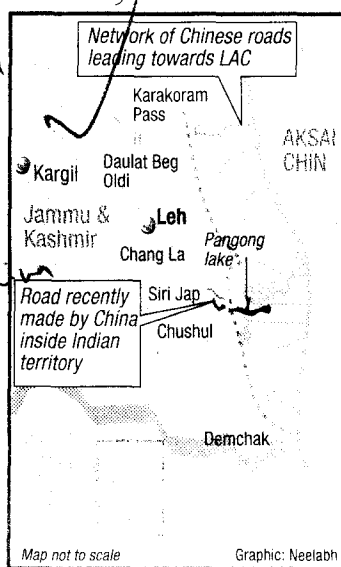 Network of Chinese roads
leading towards LAC
Karakoram
Pass
AKSAI
CHIN
Kargil
Daulat Beg
Oldi
Jammu &
Kashmir
Leh
Pangong
lake
Chang La
Siri Jap
Road recently
made by China
inside Indian
territory
Chushul
Demchak
Map not to scale
Graphic: Neelabh